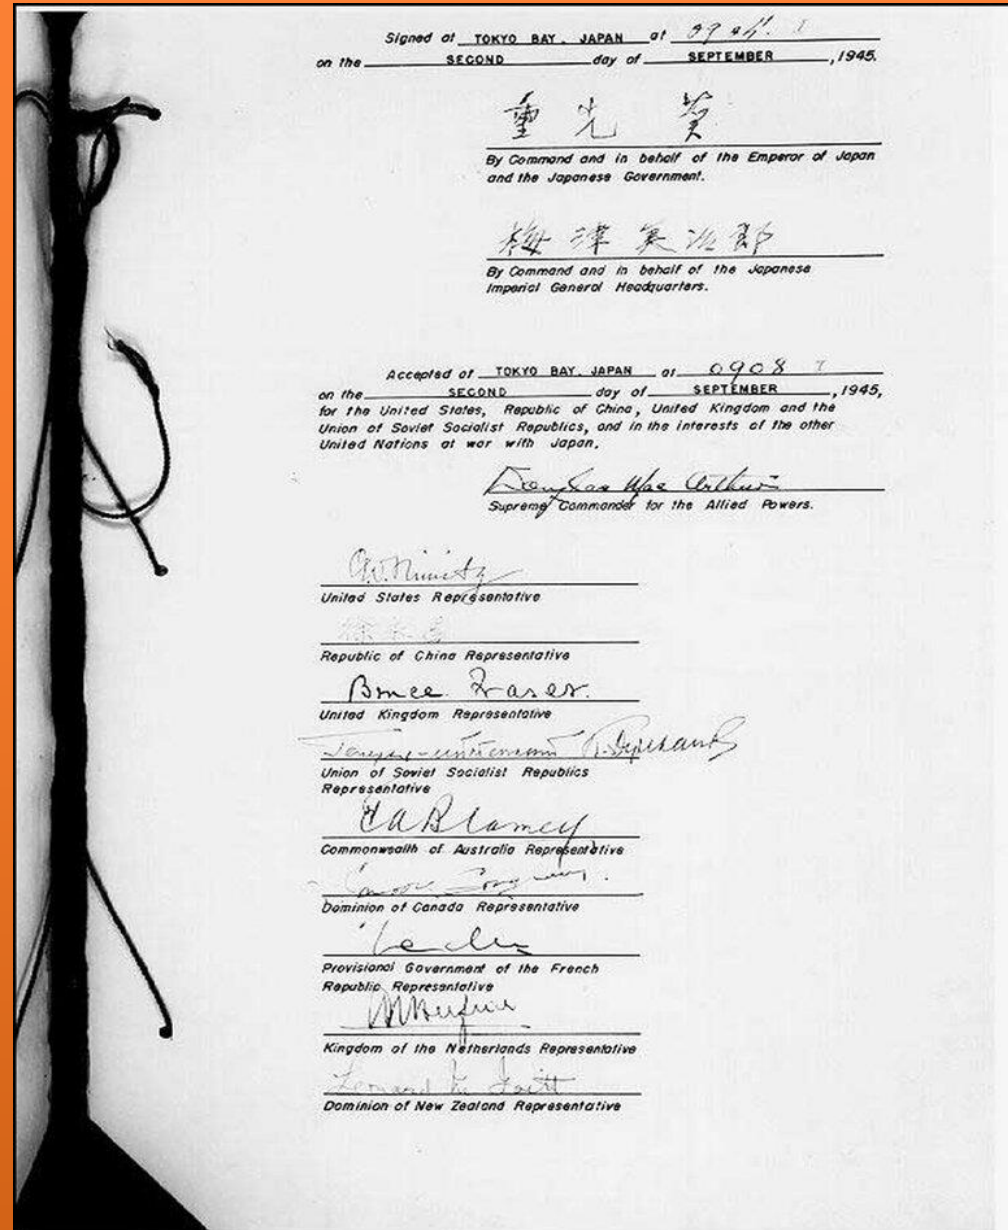 Signed at TOKYO BAY, JAPAN at 0904 I
on the SECOND day of SEPTEMBER, 1945.
重光 葵
By Command and in behalf of the Emperor of Japan
and the Japanese Government.
梅津美治郎
By Command and in behalf of the Japanese
Imperial General Headquarters.
Accepted at TOKYO BAY, JAPAN at 0908 I
on the SECOND day of SEPTEMBER, 1945,
for the United States, Republic of China, United Kingdom and the
Union of Soviet Socialist Republics, and in the interests of the other
United Nations at war with Japan.
Douglas MacArthur
Supreme Commander for the Allied Powers.
C.W. Nimitz
United States Representative
徐永昌
Republic of China Representative
Bruce Fraser.
United Kingdom Representative
Union of Soviet Socialist Republics
Representative
T A Blamey
Commonwealth of Australia Representative
Dominion of Canada Representative
Provisional Government of the French
Republic Representative
Kingdom of the Netherlands Representative
Leonard M Isitt
Dominion of New Zealand Representative